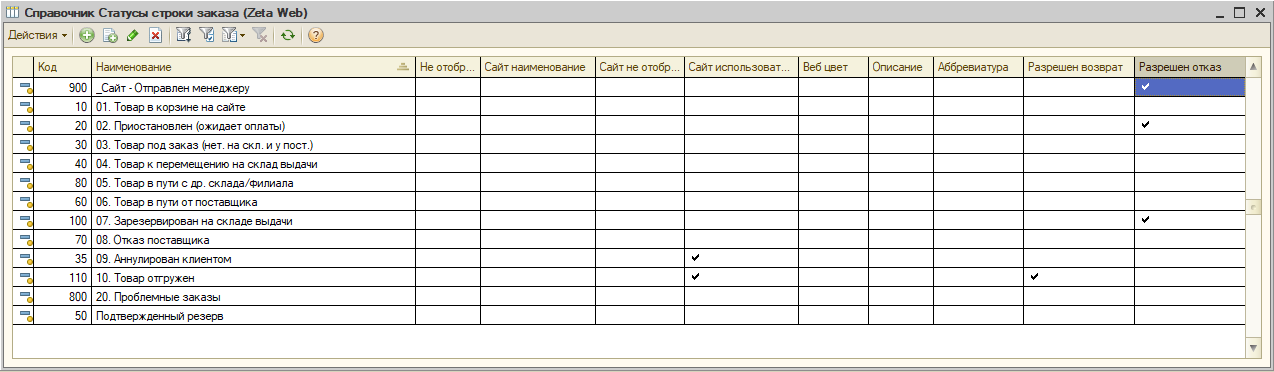 Справочник Статусы строки заказа (Zeta Web)
Действия
Код Наименование Не отобр... Сайт наименование Сайт не отобр... Сайт использоват... Веб цвет Описание Аббревиатура Разрешен возврат Разрешен отказ
900 _Сайт - Отправлен менеджеру
10 01. Товар в корзине на сайте
20 02. Приостановлен (ожидает оплаты)
30 03. Товар под заказ (нет. на скл. и у пост.)
40 04. Товар к перемещению на склад выдачи
80 05. Товар в пути с др. склада/филиала
60 06. Товар в пути от поставщика
100 07. Зарезервирован на складе выдачи
70 08. Отказ поставщика
35 09. Аннулирован клиентом
110 10. Товар отгружен
800 20. Проблемные заказы
50 Подтвержденный резерв